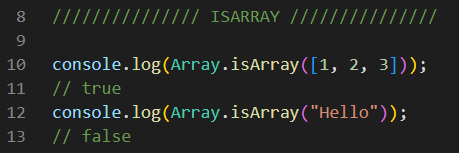 8 /////////////// ISARRAY ///////////////
9
10 console.log(Array.isArray([1, 2, 3]));
11 // true
12 console.log(Array.isArray("Hello"));
13 // false